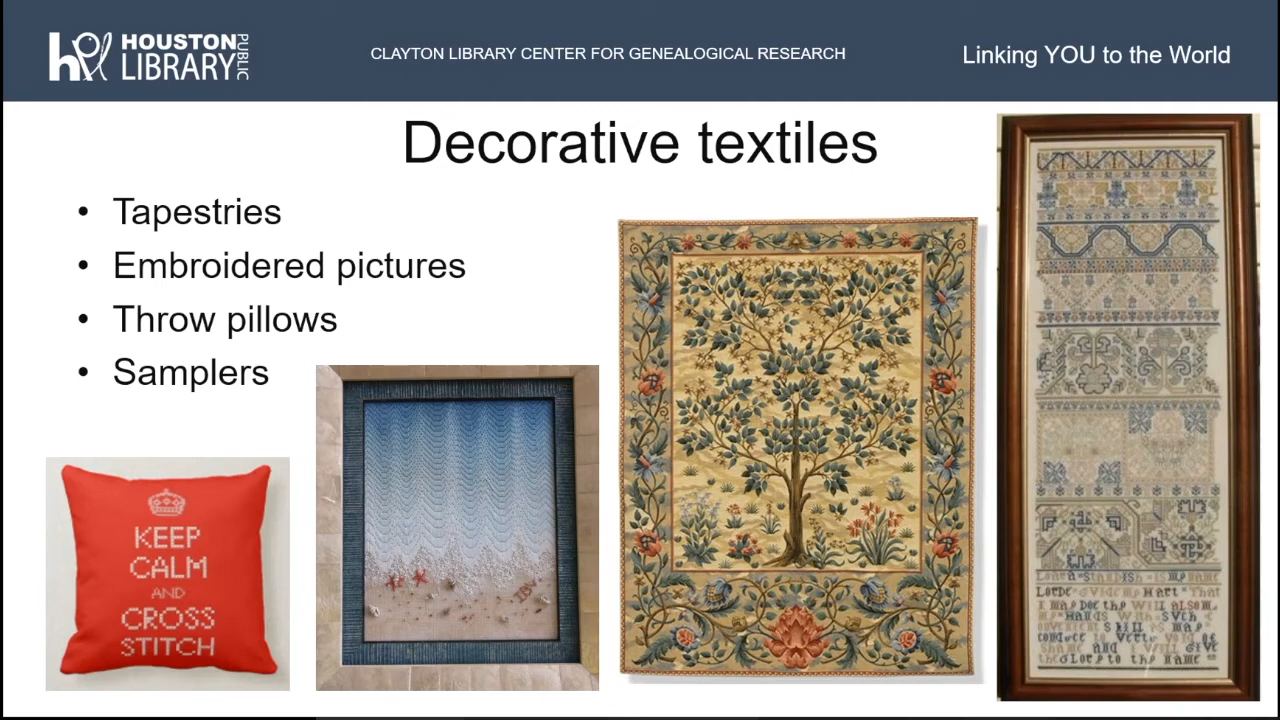 HOUSTON
LIBRARY
PUBLIC
CLAYTON LIBRARY CENTER FOR GENEALOGICAL RESEARCH
Linking YOU to the World
Decorative textiles
• Tapestries
• Embroidered pictures
• Throw pillows
• Samplers
KEEP
CALM
AND
CROSS
STITCH